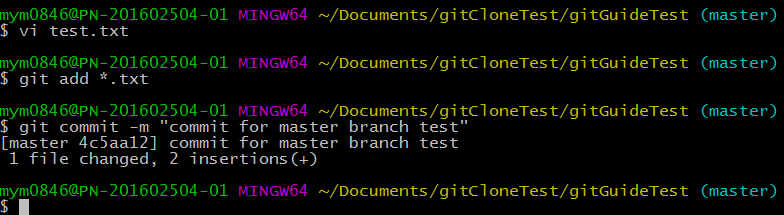 mym0846@PN-201602504-01 MINGW64 ~/Documents/gitCloneTest/gitGuideTest (master)
$ vi test.txt
mym0846@PN-201602504-01 MINGW64 ~/Documents/gitCloneTest/gitGuideTest (master)
$ git add *.txt
mym0846@PN-201602504-01 MINGW64 ~/Documents/gitCloneTest/gitGuideTest (master)
$ git commit -m "commit for master branch test"
[master 4c5aa12] commit for master branch test
 1 file changed, 2 insertions(+)
mym0846@PN-201602504-01 MINGW64 ~/Documents/gitCloneTest/gitGuideTest (master)
$